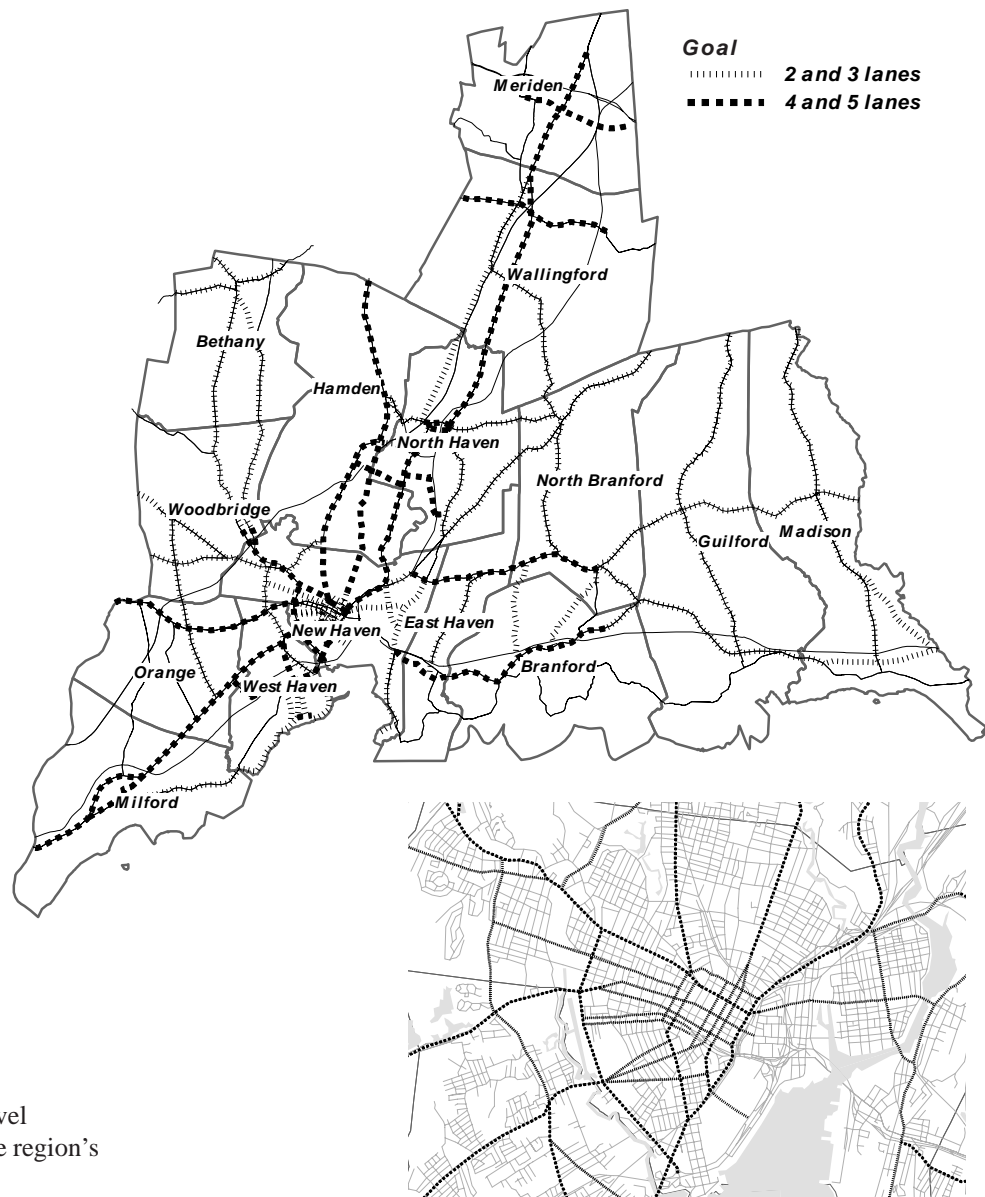 Goal
2 and 3 lanes
4 and 5 lanes
Meriden
Wallingford
Bethany
Hamden
North Haven
North Branford
Woodbridge
Guilford
Madison
New Haven
East Haven
Branford
Orange
West Haven
Milford
vel
e region's